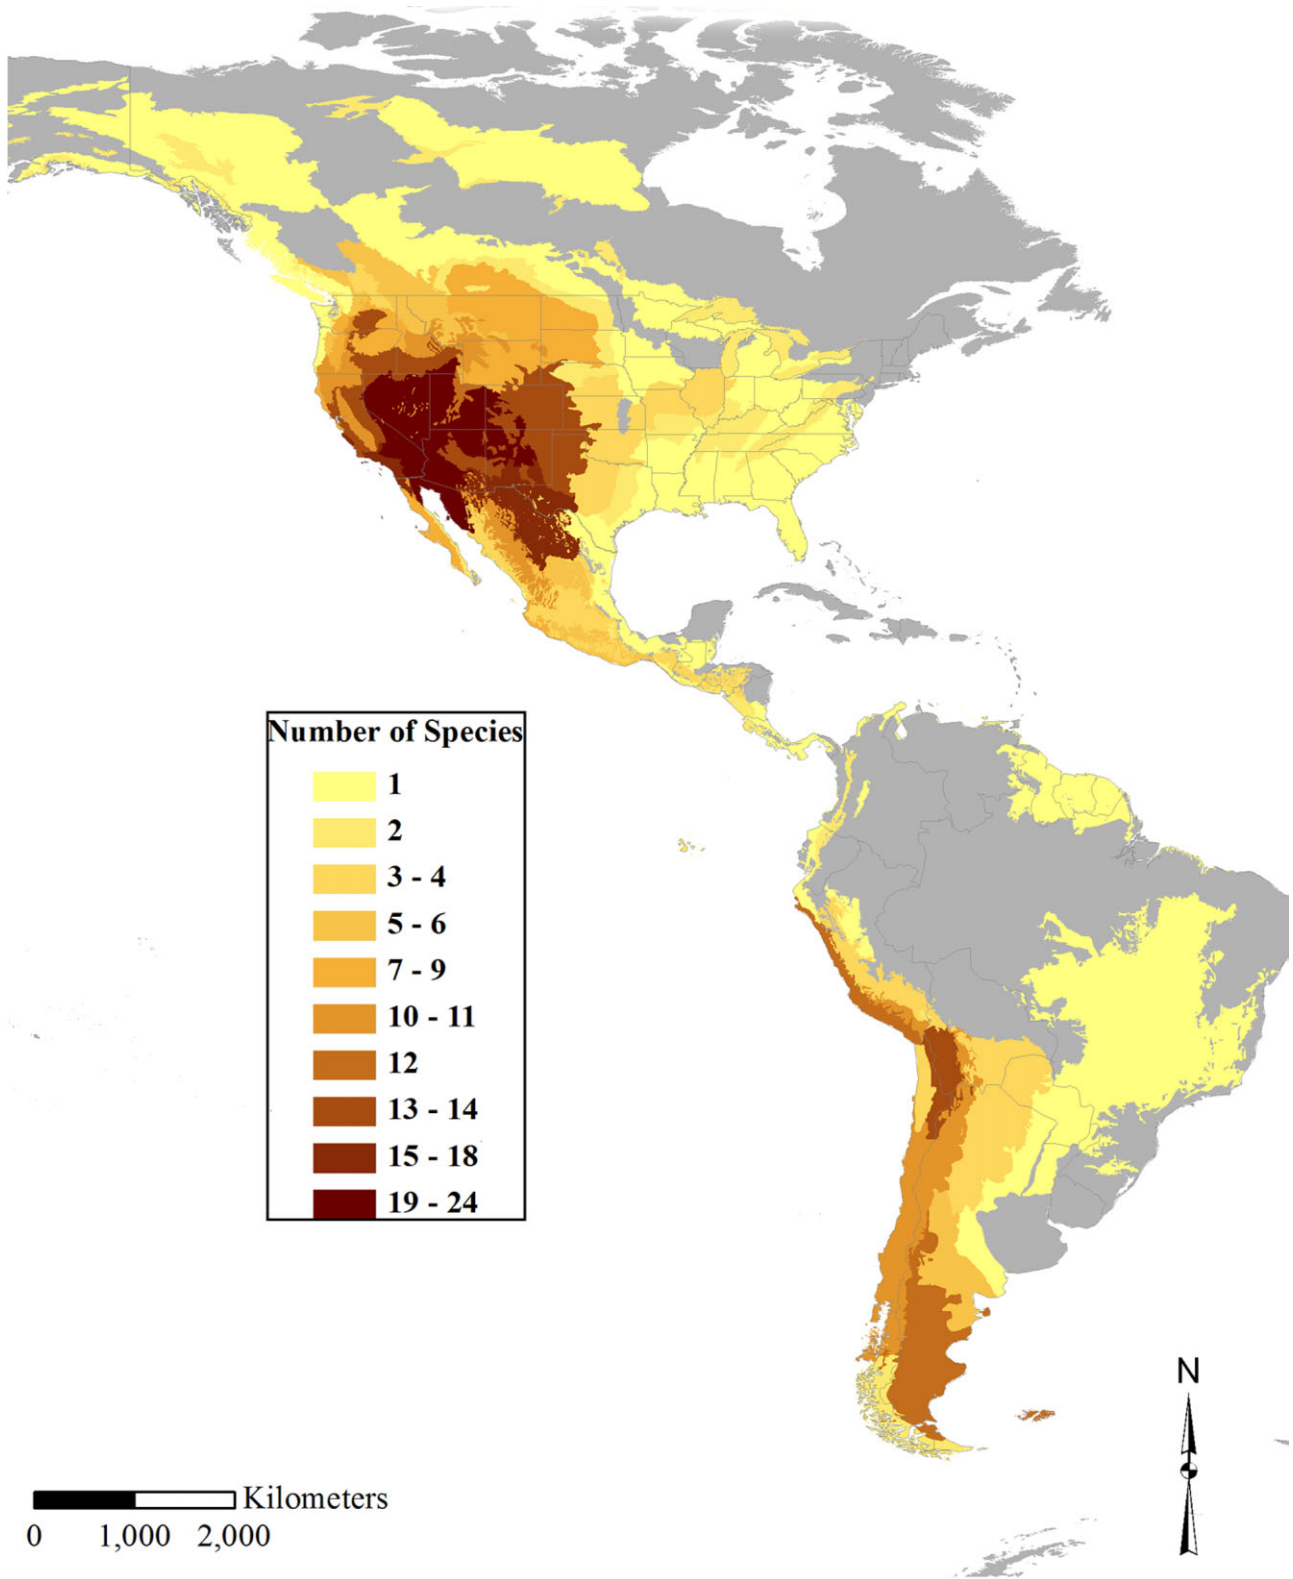 Number of Species
1
2
3 - 4
5 - 6
7 - 9
10 - 11
12
13 - 14
15 - 18
19 - 24
N
Kilometers
0 1,000 2,000